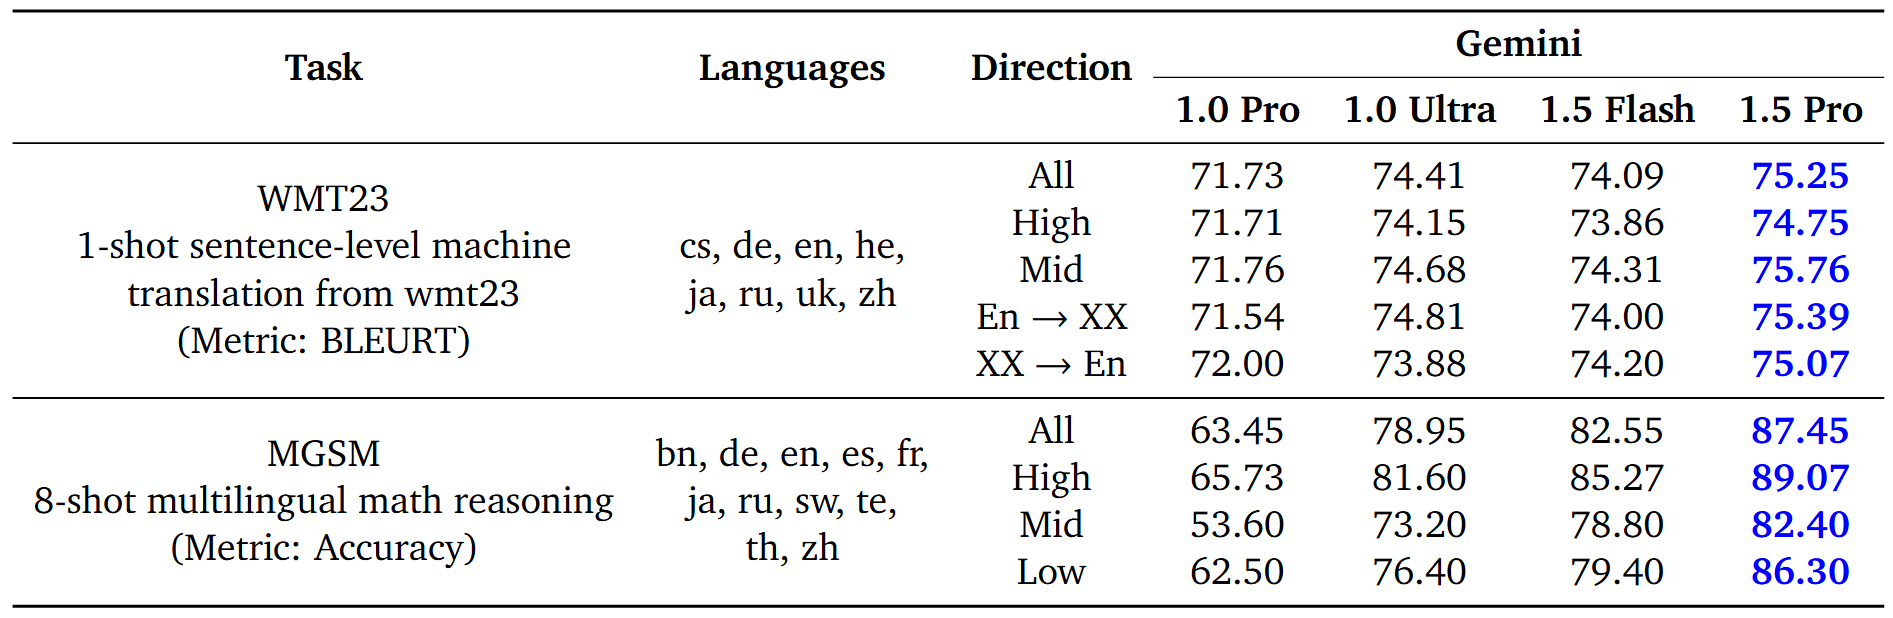 Task Languages Direction Gemini
1.0 Pro 1.0 Ultra 1.5 Flash 1.5 Pro
WMT23
1-shot sentence-level machine
translation from wmt23
(Metric: BLEURT)
cs, de, en, he,
ja, ru, uk, zh
All 71.73 74.41 74.09 75.25
High 71.71 74.15 73.86 74.75
Mid 71.76 74.68 74.31 75.76
En → XX 71.54 74.81 74.00 75.39
XX → En 72.00 73.88 74.20 75.07
MGSM
8-shot multilingual math reasoning
(Metric: Accuracy)
bn, de, en, es, fr,
ja, ru, sw, te,
th, zh
All 63.45 78.95 82.55 87.45
High 65.73 81.60 85.27 89.07
Mid 53.60 73.20 78.80 82.40
Low 62.50 76.40 79.40 86.30